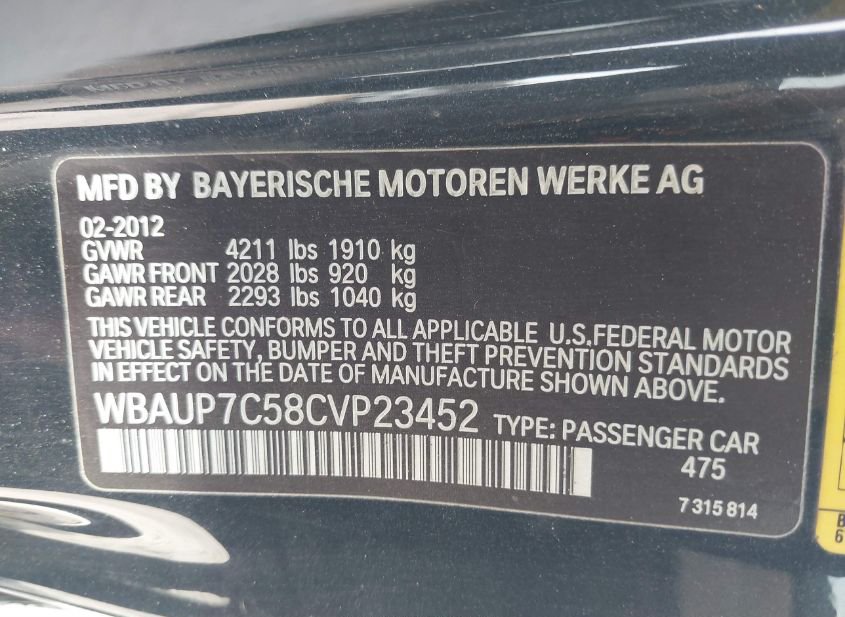 MFD BY BAYERISCHE MOTOREN WERKE AG
02-2012
GVWR 4211 lbs 1910 kg
GAWR FRONT 2028 lbs 920 kg
GAWR REAR 2293 lbs 1040 kg
THIS VEHICLE CONFORMS TO ALL APPLICABLE U.S.FEDERAL MOTOR
VEHICLE SAFETY, BUMPER AND THEFT PREVENTION STANDARDS
IN EFFECT ON THE DATE OF MANUFACTURE SHOWN ABOVE.
WBAUP7C58CVP23452 TYPE: PASSENGER CAR
475
7 315 814